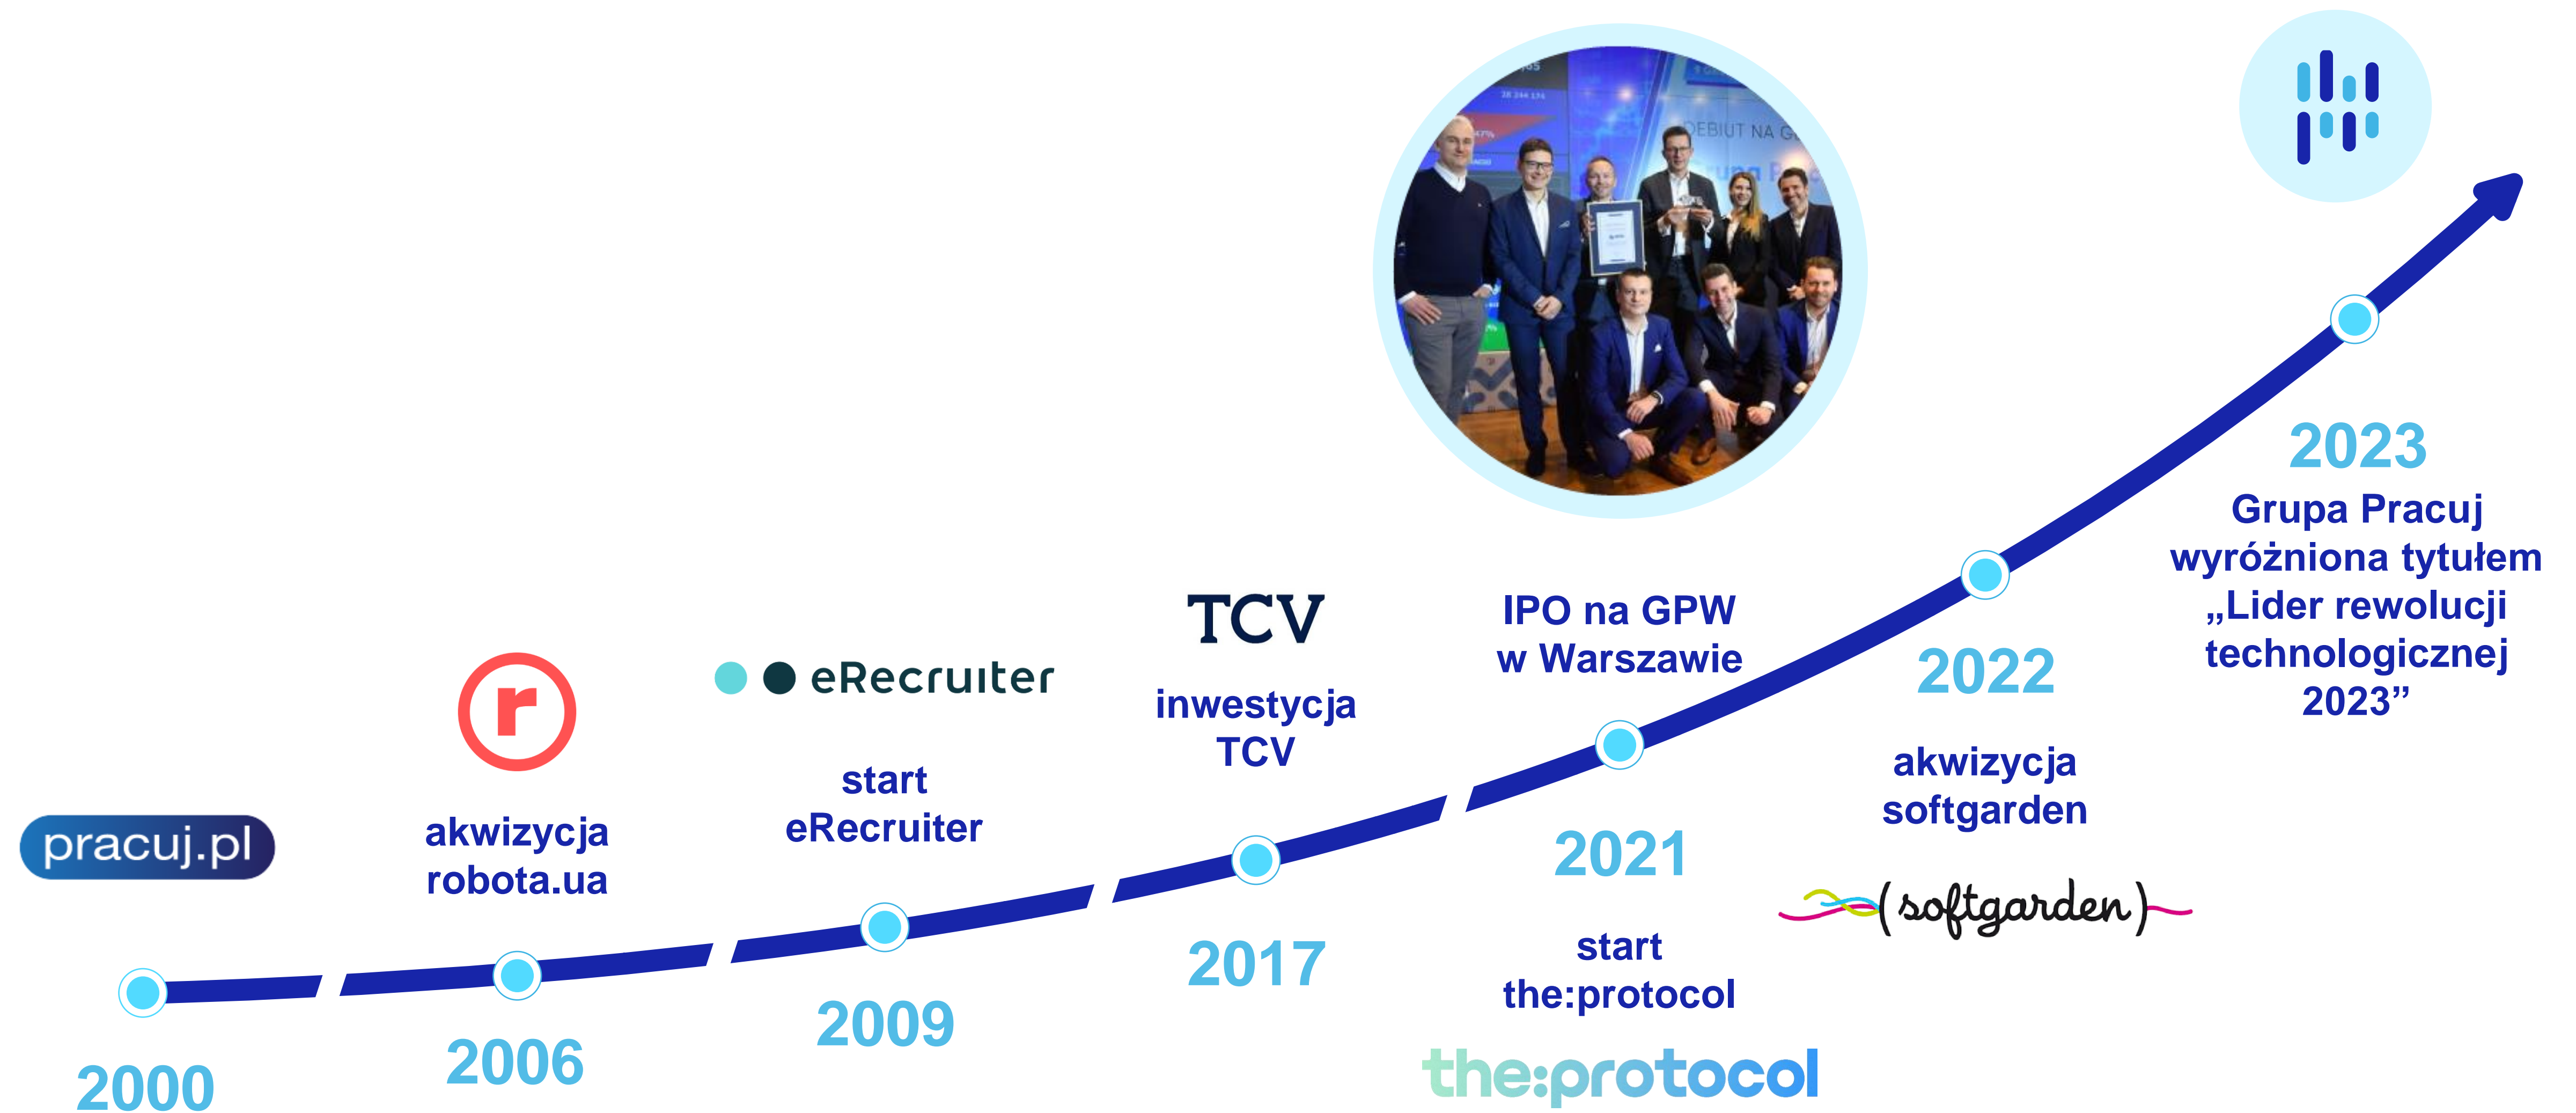 pracuj.pl
2000
r
akwizycja
robota.ua
2006
eRecruiter
start
eRecruiter
2009
TCV
inwestycja
TCV
2017
DEBIUT NA G
IPO na GPW
w Warszawie
2021
start
the:protocol
the:protocol
2022
akwizycja
softgarden
(softgarden)
2023
Grupa Pracuj
wyróżniona tytułem
„Lider rewolucji
technologicznej
2023”